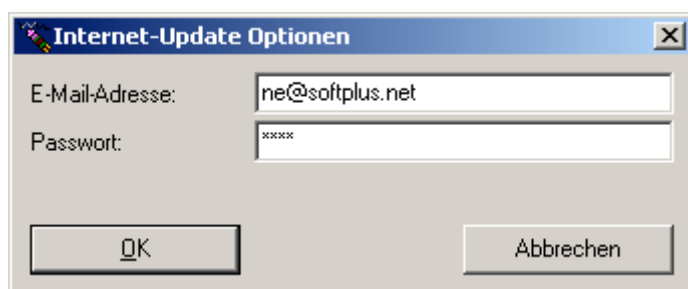 Internet-Update Optionen
E-Mail-Adresse: ne@softplus.net
Passwort: ****
OK Abbrechen